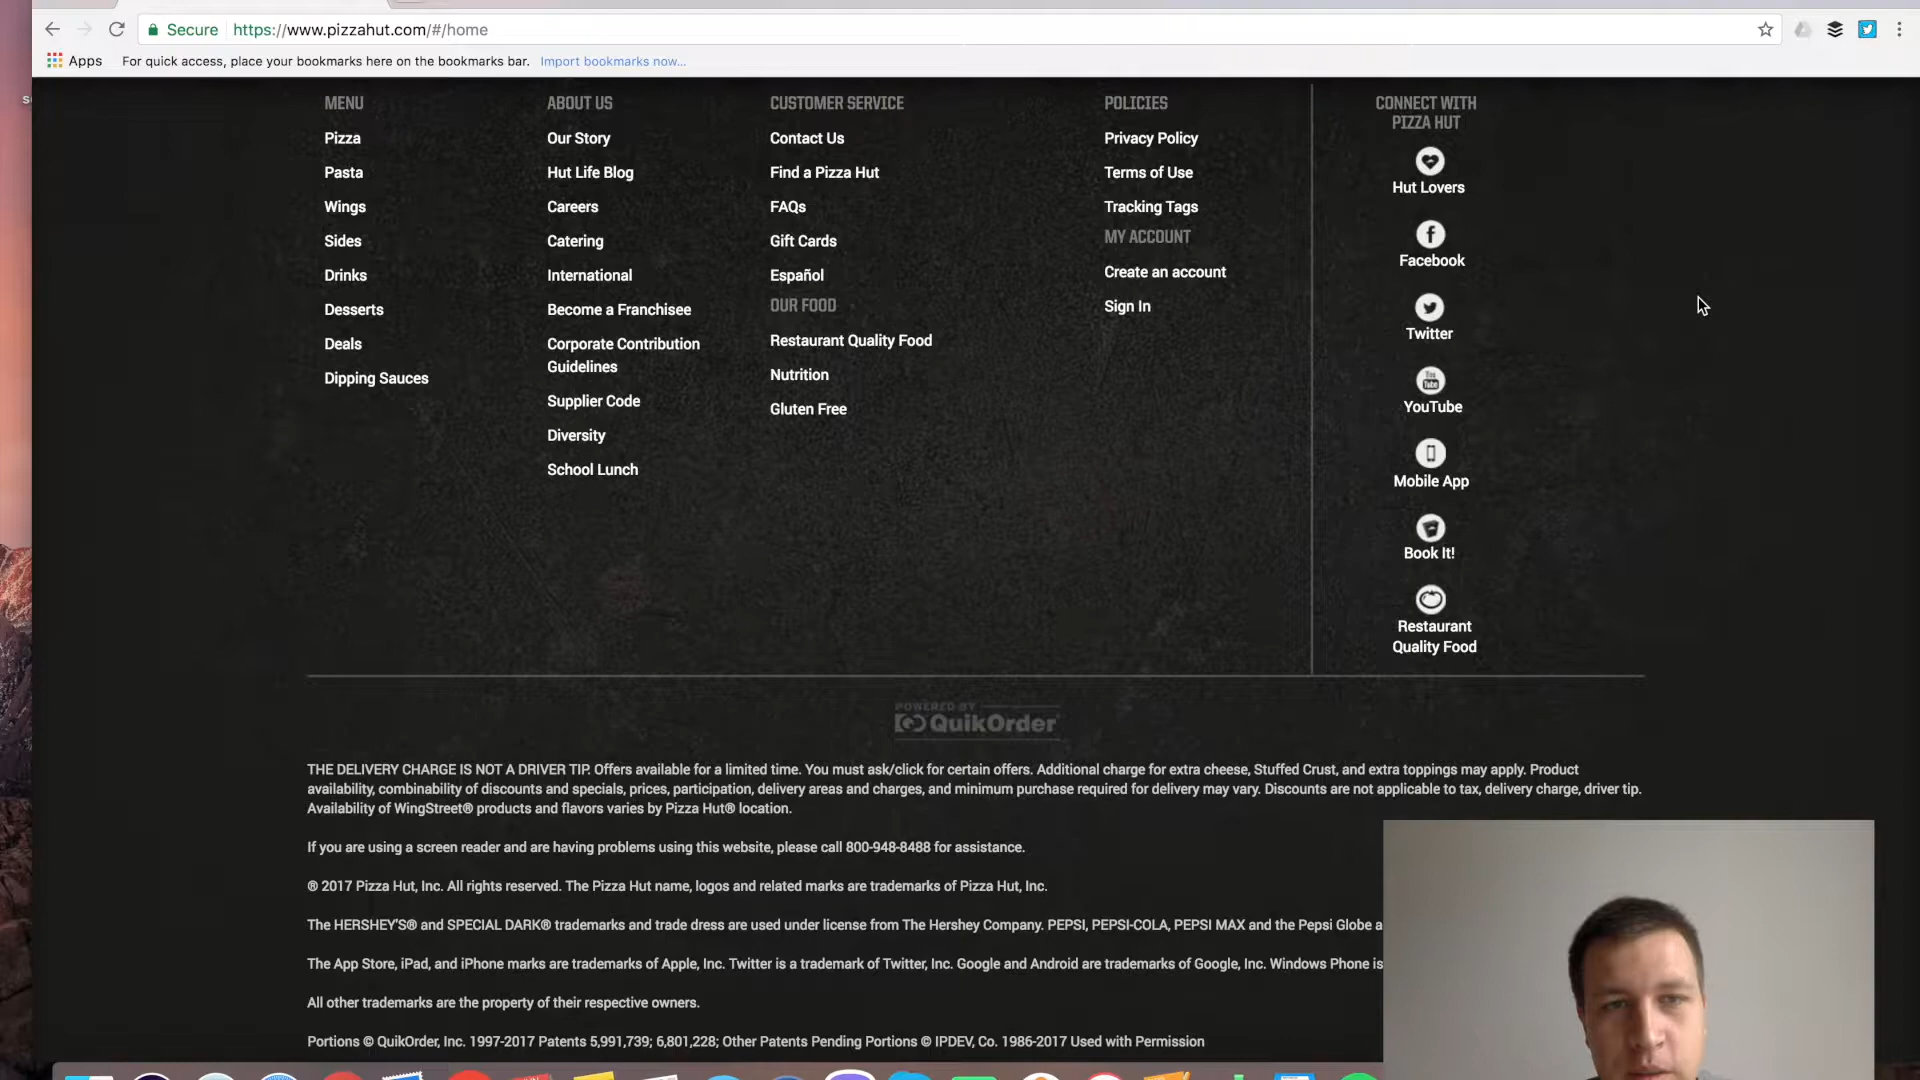 Secure https://www.pizzahut.com/#/home
Apps For quick access, place your bookmarks here on the bookmarks bar. Import bookmarks now...
MENU
Pizza
Pasta
Wings
Sides
Drinks
Desserts
Deals
Dipping Sauces
ABOUT US
Our Story
Hut Life Blog
Careers
Catering
International
Become a Franchisee
Corporate Contribution
Guidelines
Supplier Code
Diversity
School Lunch
CUSTOMER SERVICE
Contact Us
Find a Pizza Hut
FAQs
Gift Cards
Español
OUR FOOD
Restaurant Quality Food
Nutrition
Gluten Free
POLICIES
Privacy Policy
Terms of Use
Tracking Tags
MY ACCOUNT
Create an account
Sign In
CONNECT WITH
PIZZA HUT
Hut Lovers
Facebook
Twitter
You
Tube
YouTube
Mobile App
Book It!
Restaurant
Quality Food
POWERED BY
QuikOrder
THE DELIVERY CHARGE IS NOT A DRIVER TIP. Offers available for a limited time. You must ask/click for certain offers. Additional charge for extra cheese, Stuffed Crust, and extra toppings may apply. Product
availability, combinability of discounts and specials, prices, participation, delivery areas and charges, and minimum purchase required for delivery may vary. Discounts are not applicable to tax, delivery charge, driver tip.
Availability of WingStreet® products and flavors varies by Pizza Hut® location.
If you are using a screen reader and are having problems using this website, please call 800-948-8488 for assistance.
® 2017 Pizza Hut, Inc. All rights reserved. The Pizza Hut name, logos and related marks are trademarks of Pizza Hut, Inc.
The HERSHEY'S® and SPECIAL DARK® trademarks and trade dress are used under license from The Hershey Company. PEPSI, PEPSI-COLA, PEPSI MAX and the Pepsi Globe a
The App Store, iPad, and iPhone marks are trademarks of Apple, Inc. Twitter is a trademark of Twitter, Inc. Google and Android are trademarks of Google, Inc. Windows Phone is
All other trademarks are the property of their respective owners.
Portions © QuikOrder, Inc. 1997-2017 Patents 5,991,739; 6,801,228; Other Patents Pending Portions © IPDEV, Co. 1986-2017 Used with Permission